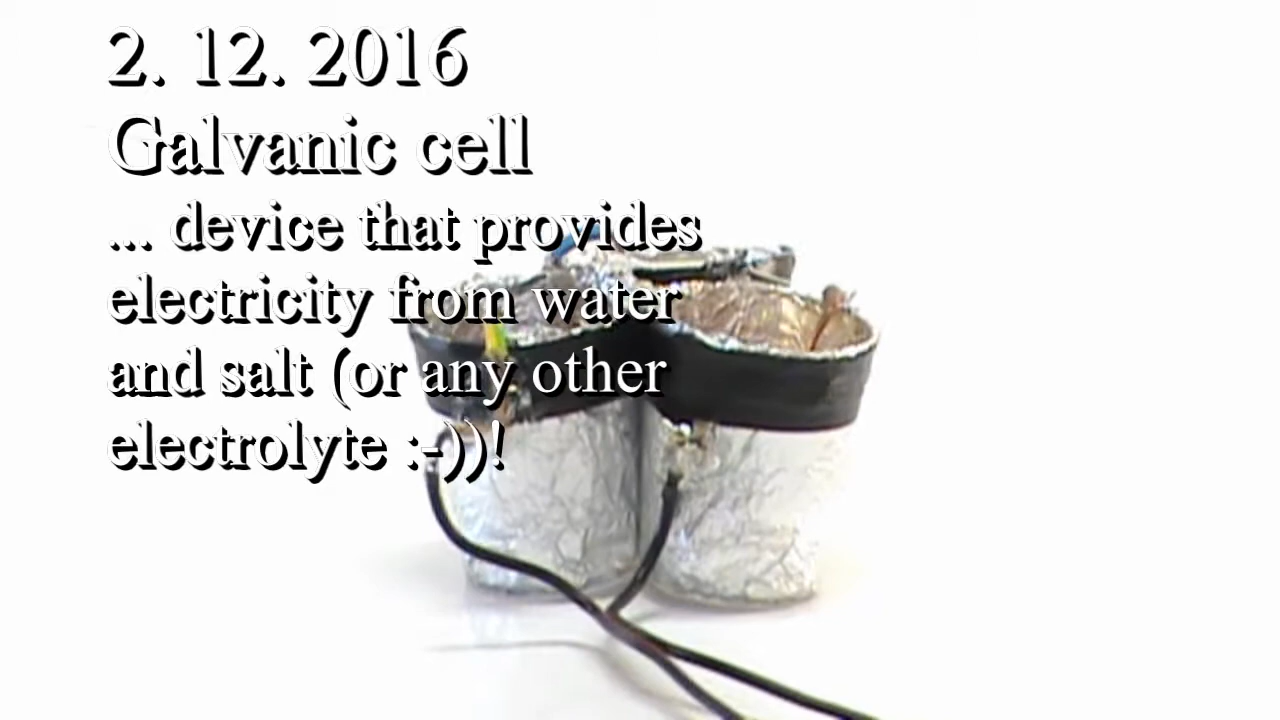 2. 12. 2016
Galvanic cell
... device that provides
electricity from water
and salt (or any other
electrolyte :-))!